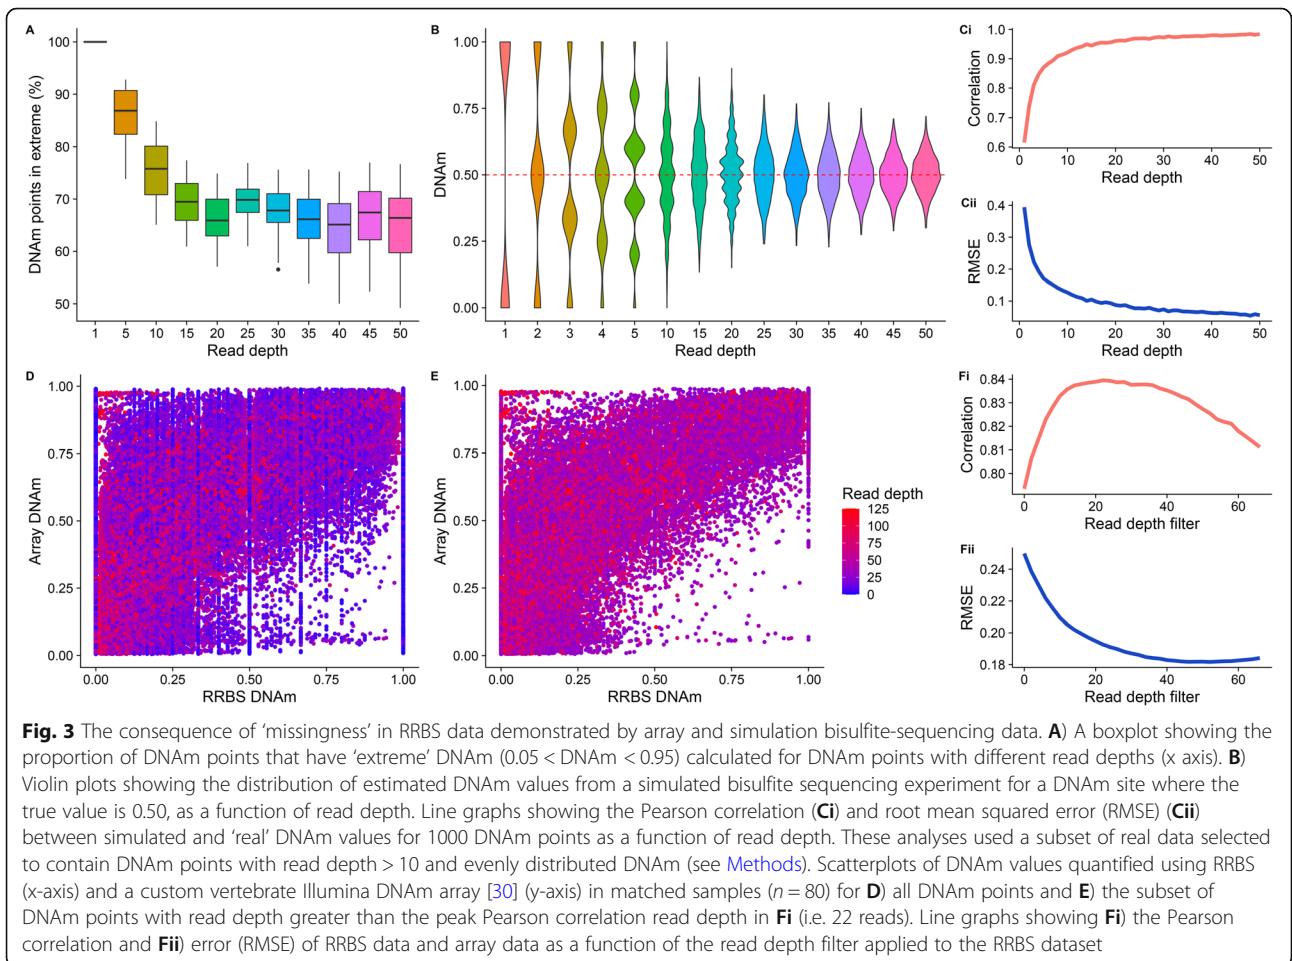 A
DNAm points in extreme (%)
100
90
80
70
60
50
1 5 10 15 20 25 30 35 40 45 50
Read depth
B
DNAm
1.00
0.75
0.50
0.25
0.00
1 2 3 4 5 10 15 20 25 30 35 40 45 50
Read depth
Ci
Correlation
1.0
0.9
0.8
0.7
0.6
0 10 20 30 40 50
Read depth
Cii
RMSE
0.4
0.3
0.2
0.1
0 10 20 30 40 50
Read depth
D
Array DNAm
1.00
0.75
0.50
0.25
0.00
0.00 0.25 0.50 0.75 1.00
RRBS DNAm
E
Array DNAm
1.00
0.75
0.50
0.25
0.00
0.00 0.25 0.50 0.75 1.00
RRBS DNAm
Read depth
125
100
75
50
25
0
Fi
Correlation
0.84
0.83
0.82
0.81
0.80
0 20 40 60
Read depth filter
Fii
RMSE
0.24
0.22
0.20
0.18
0 20 40 60
Read depth filter
Fig. 3 The consequence of ‘missingness’ in RRBS data demonstrated by array and simulation bisulfite-sequencing data. A) A boxplot showing the
proportion of DNAm points that have ‘extreme’ DNAm (0.05 < DNAm < 0.95) calculated for DNAm points with different read depths (x axis). B)
Violin plots showing the distribution of estimated DNAm values from a simulated bisulfite sequencing experiment for a DNAm site where the
true value is 0.50, as a function of read depth. Line graphs showing the Pearson correlation (Ci) and root mean squared error (RMSE) (Cii)
between simulated and ‘real’ DNAm values for 1000 DNAm points as a function of read depth. These analyses used a subset of real data selected
to contain DNAm points with read depth > 10 and evenly distributed DNAm (see Methods). Scatterplots of DNAm values quantified using RRBS
(x-axis) and a custom vertebrate Illumina DNAm array [30] (y-axis) in matched samples (n = 80) for D) all DNAm points and E) the subset of
DNAm points with read depth greater than the peak Pearson correlation read depth in Fi (i.e. 22 reads). Line graphs showing Fi) the Pearson
correlation and Fii) error (RMSE) of RRBS data and array data as a function of the read depth filter applied to the RRBS dataset